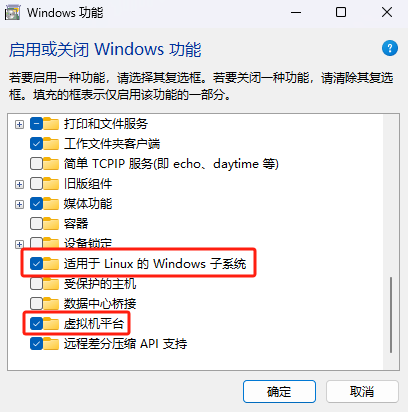 Windows 功能
启用或关闭 Windows 功能
若要启用一种功能，请选择其复选框。若要关闭一种功能，请清除其复选
框。填充的框表示仅启用该功能的一部分。
打印和文件服务
工作文件夹客户端
简单 TCPIP 服务(即 echo、daytime 等)
旧版组件
媒体功能
容器
设备锁定
适用于 Linux 的 Windows 子系统
受保护的主机
数据中心桥接
虚拟机平台
远程差分压缩 API 支持
确定
取消